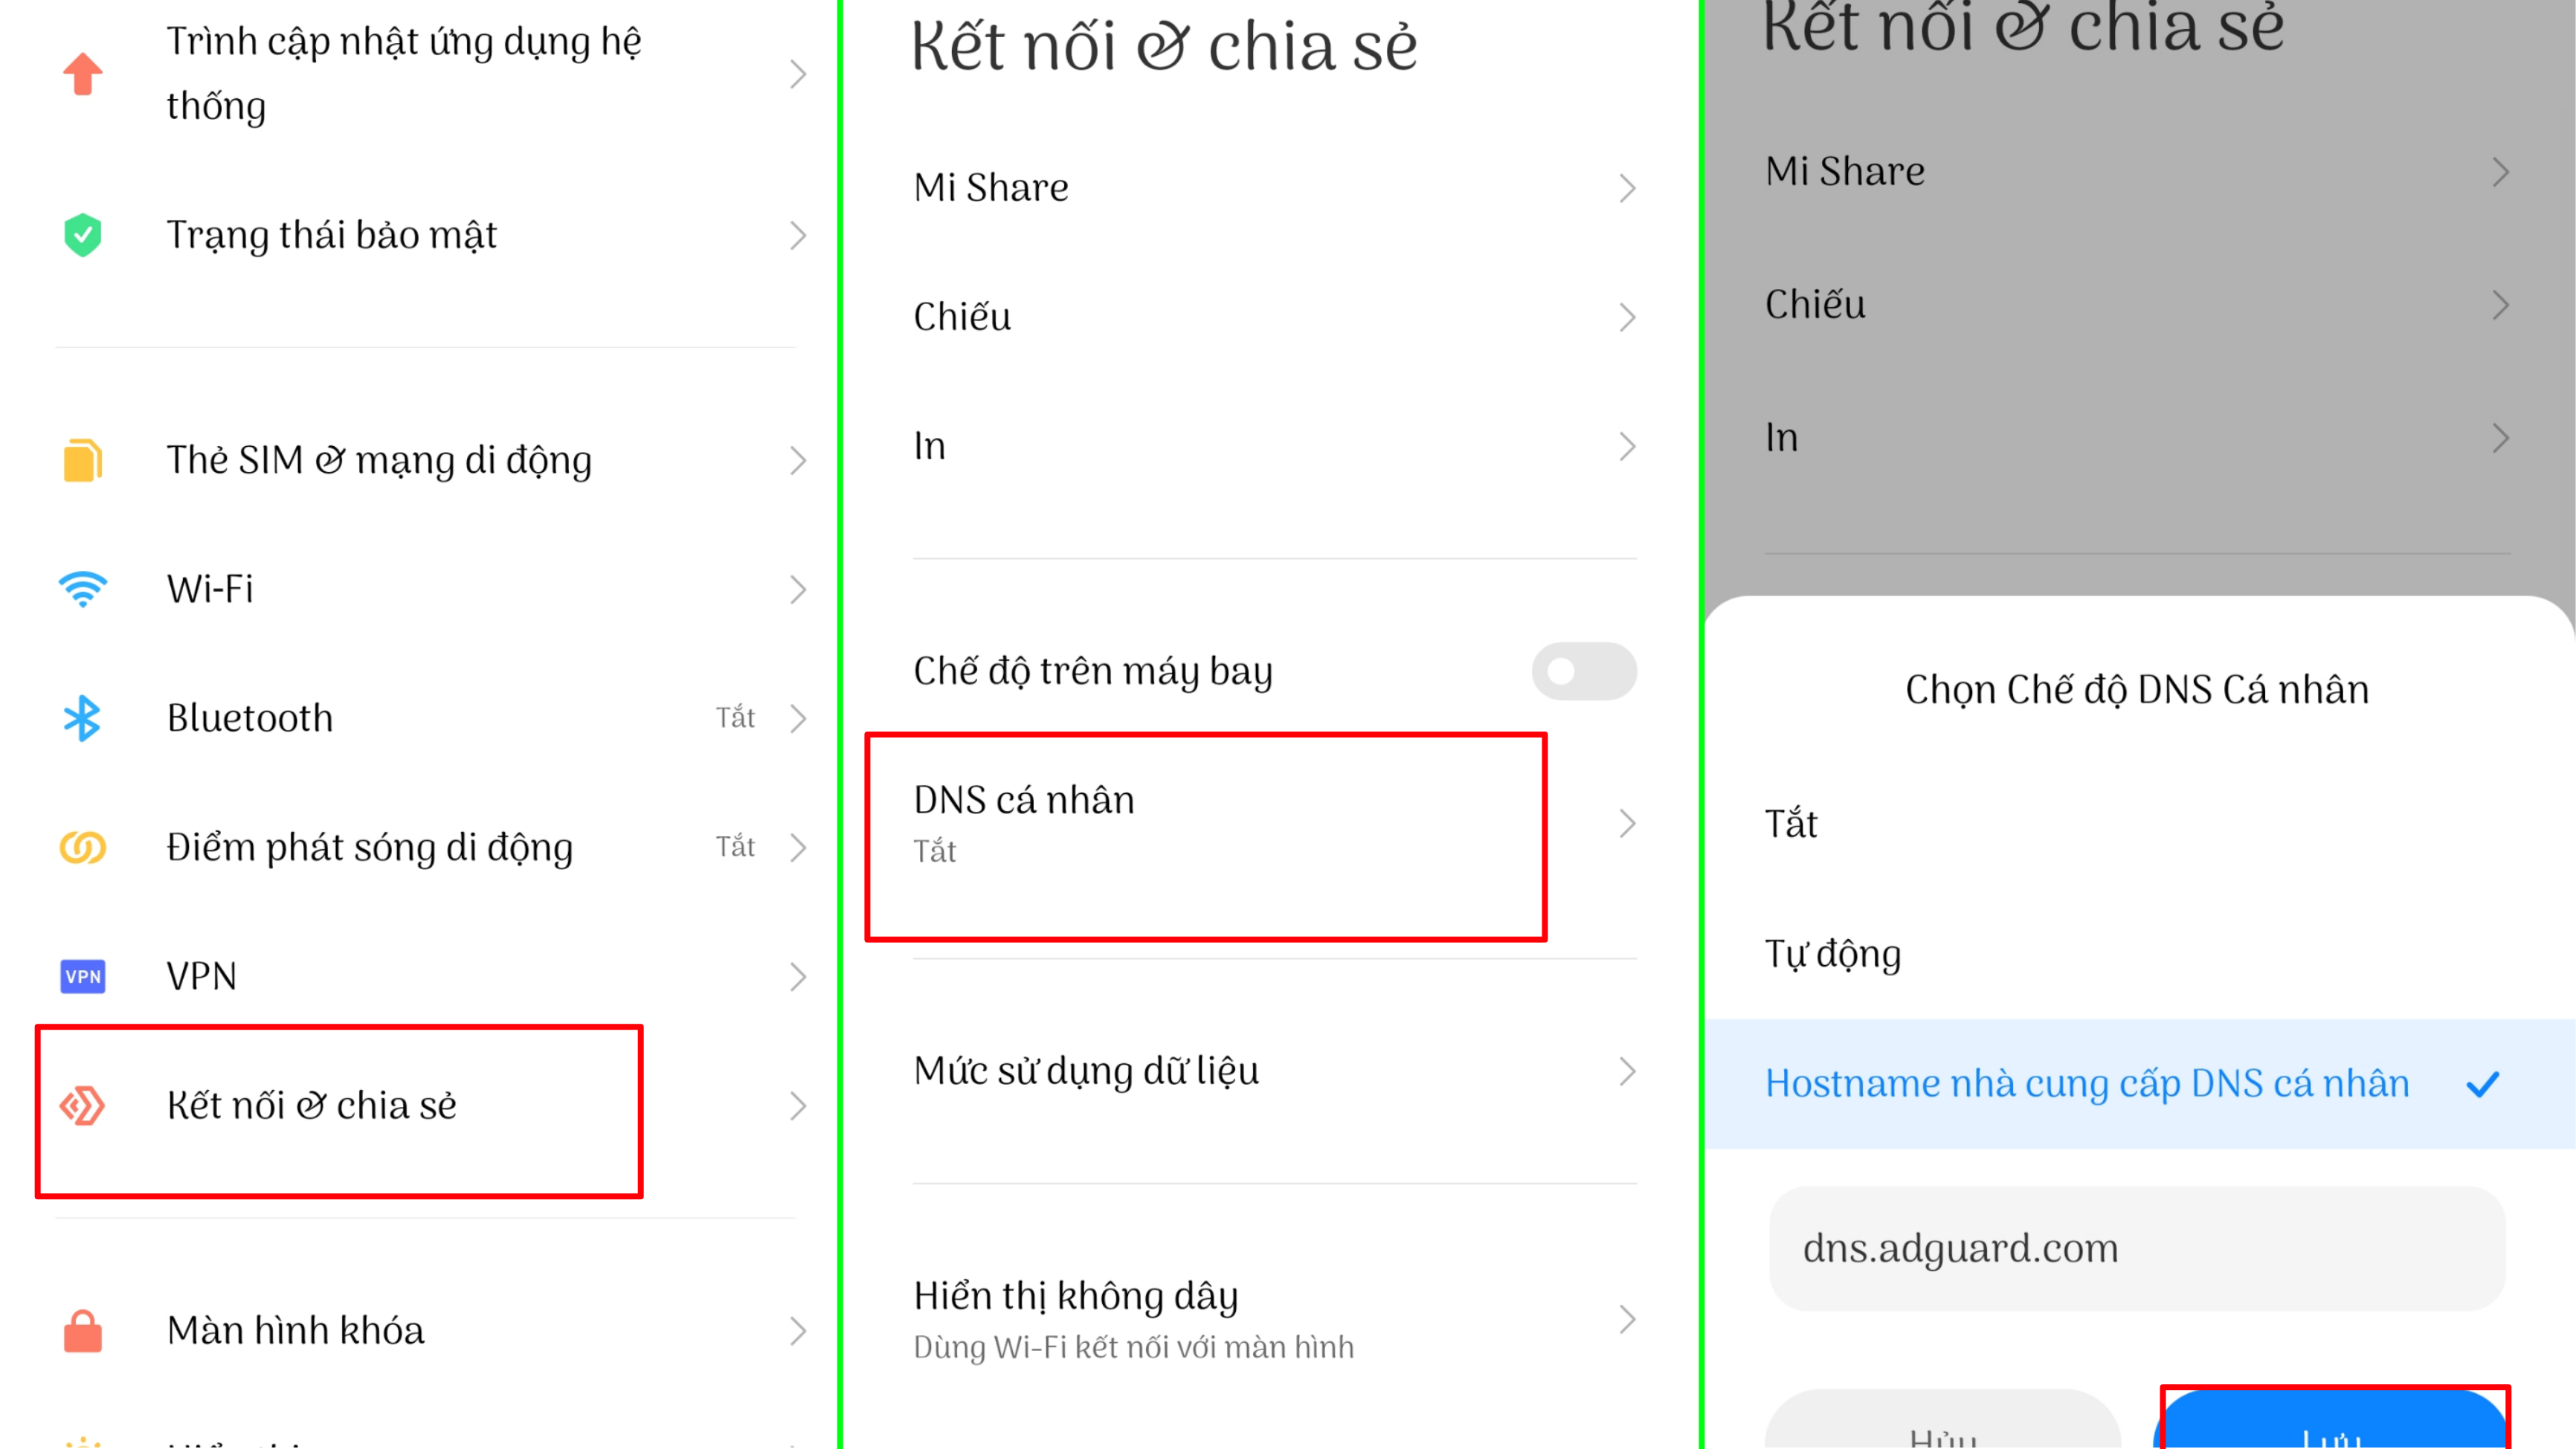 Trình cập nhật ứng dụng hệ
thống
Trạng thái bảo mật
Thẻ SIM & mạng di động
Wi-Fi
Bluetooth
Tắt
Điểm phát sóng di động
Tắt
VPN
VPN
Kết nối & chia sẻ
Màn hình khóa
Kết nối & chia sẻ
Mi Share
Chiếu
In
Chế độ trên máy bay
DNS cá nhân
Tắt
Mức sử dụng dữ liệu
Hiển thị không dây
Dùng Wi-Fi kết nối với màn hình
Kết nối & chia sẻ
Mi Share
Chiếu
In
Chọn Chế độ DNS Cá nhân
Tắt
Tự động
Hostname nhà cung cấp DNS cá nhân
dns.adguard.com
Hủy
Lưu